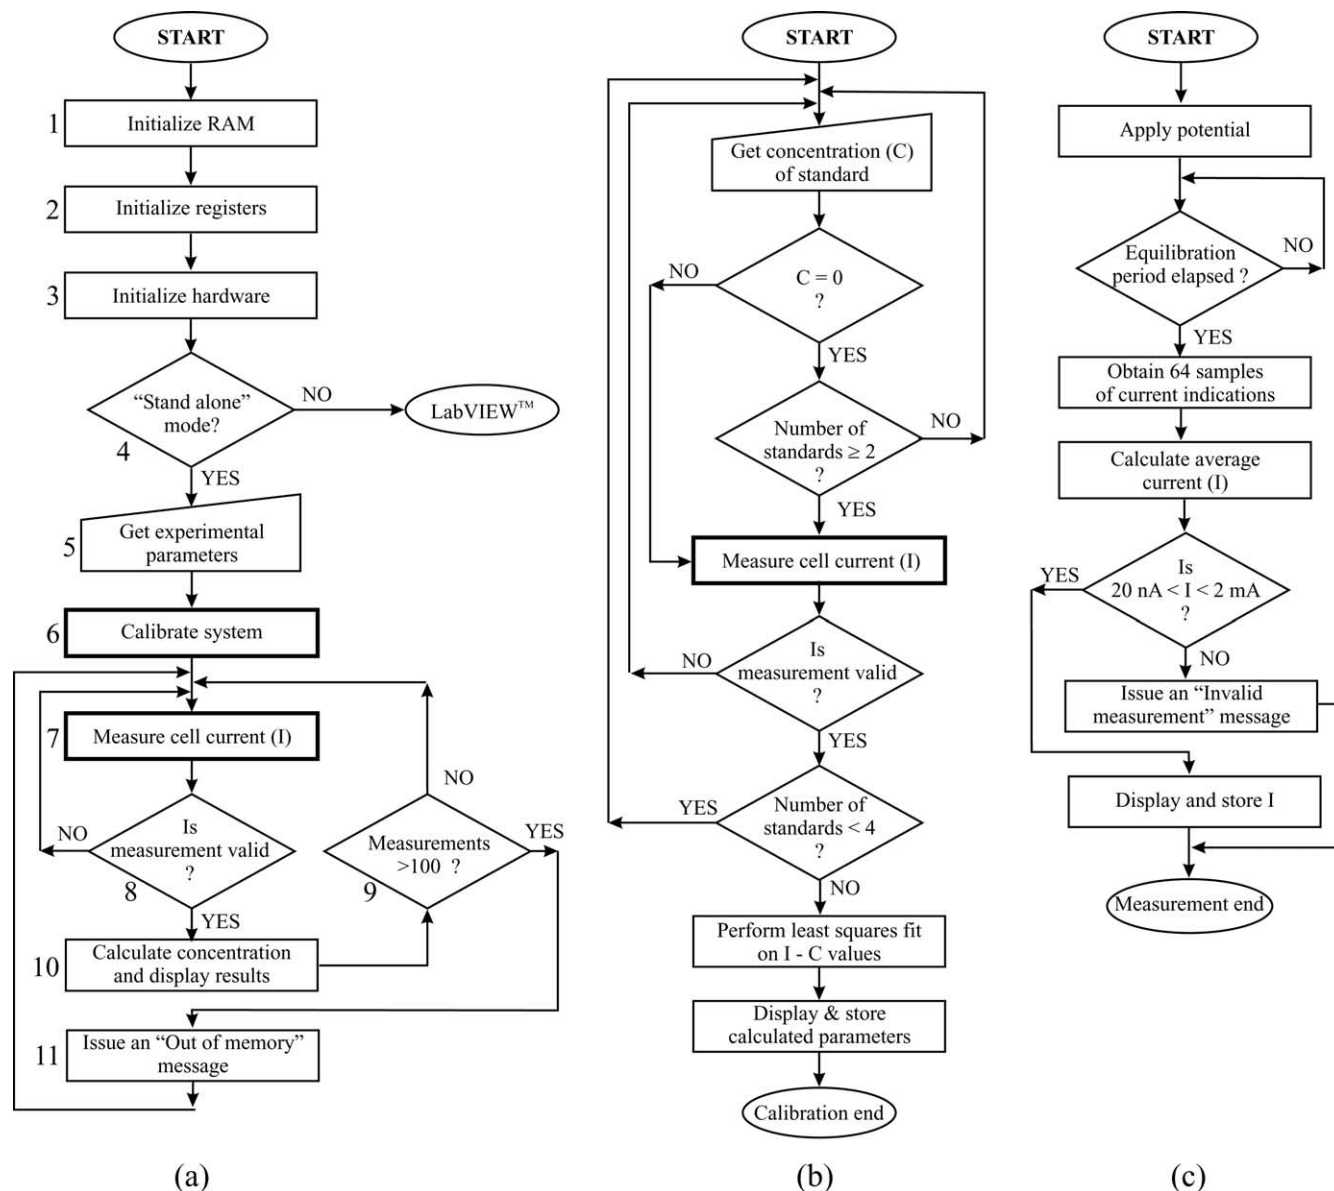 START
1
Initialize RAM
2
Initialize registers
3
Initialize hardware
“Stand alone”
mode?
4
NO
LabVIEW™
YES
5
Get experimental
parameters
6
Calibrate system
7
Measure cell current (I)
NO
Is
measurement valid
?
8
YES
NO
Measurements
>100 ?
9
YES
10
Calculate concentration
and display results
11
Issue an “Out of memory”
message
(a)
START
Get concentration (C)
of standard
NO
C = 0
?
YES
Number of
standards ≥ 2
?
NO
YES
Measure cell current (I)
NO
Is
measurement valid
?
YES
YES
Number of
standards < 4
?
NO
Perform least squares fit
on I - C values
Display & store
calculated parameters
Calibration end
(b)
START
Apply potential
Equilibration
period elapsed ?
NO
YES
Obtain 64 samples
of current indications
Calculate average
current (I)
YES
Is
20 nA < I < 2 mA
?
NO
Issue an “Invalid
measurement” message
Display and store I
Measurement end
(c)